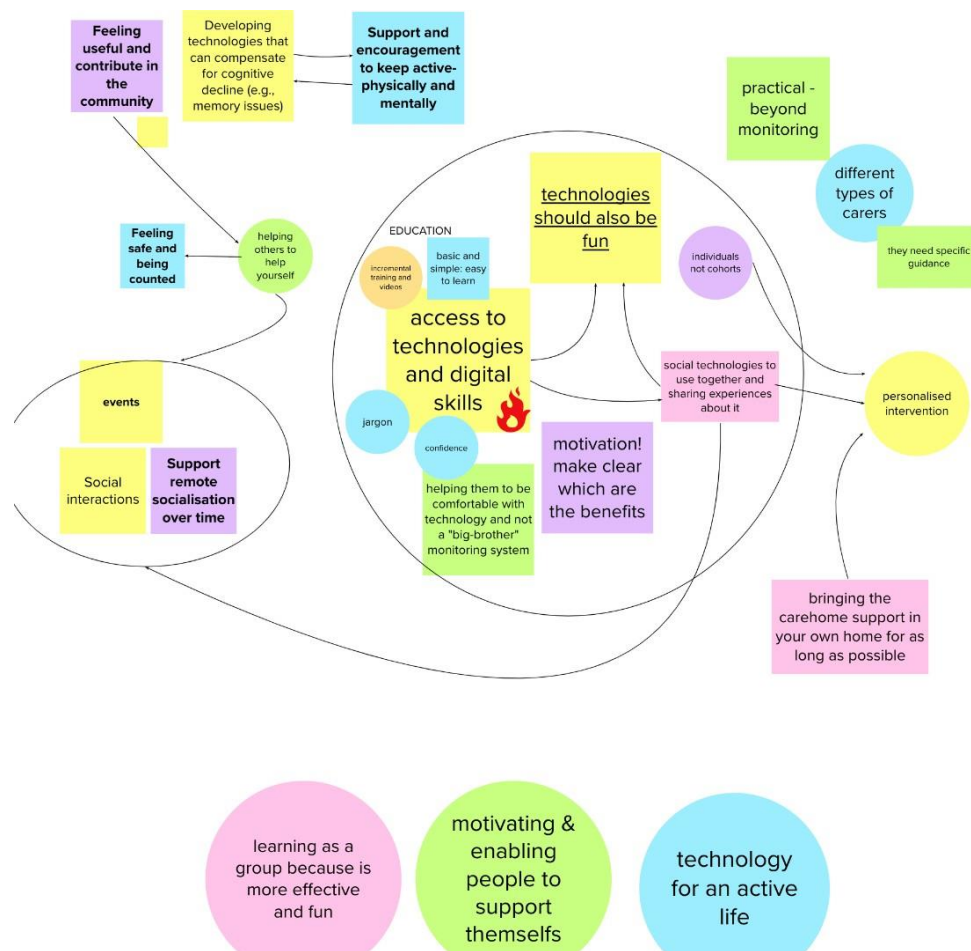 Feeling
useful and
contribute in
the
community
Developing
technologies that
can compensate
for cognitive
decline (e.g.,
memory issues)
Support and
encouragement
to keep active-
physically and
mentally
practical -
beyond
monitoring
different
types of
carers
they need specific
guidance
Feeling
safe and
being
counted
helping
others to
help
yourself
EDUCATION
incremental
training and
videos
basic and
simple: easy
to learn
technologies
should also be
fun
individuals
not cohorts
access to
technologies
and digital
skills
social technologies to
use together and
sharing experiences
about it
personalised
intervention
jargon
confidence
motivation!
make clear
which are
the benefits
helping them to be
comfortable with
technology and not
a "big-brother"
monitoring system
events
Social
interactions
Support
remote
socialisation
over time
bringing the
carehome support in
your own home for as
long as possible
learning as a
group because is
more effective
and fun
motivating &
enabling
people to
support
themselfs
technology
for an active
life